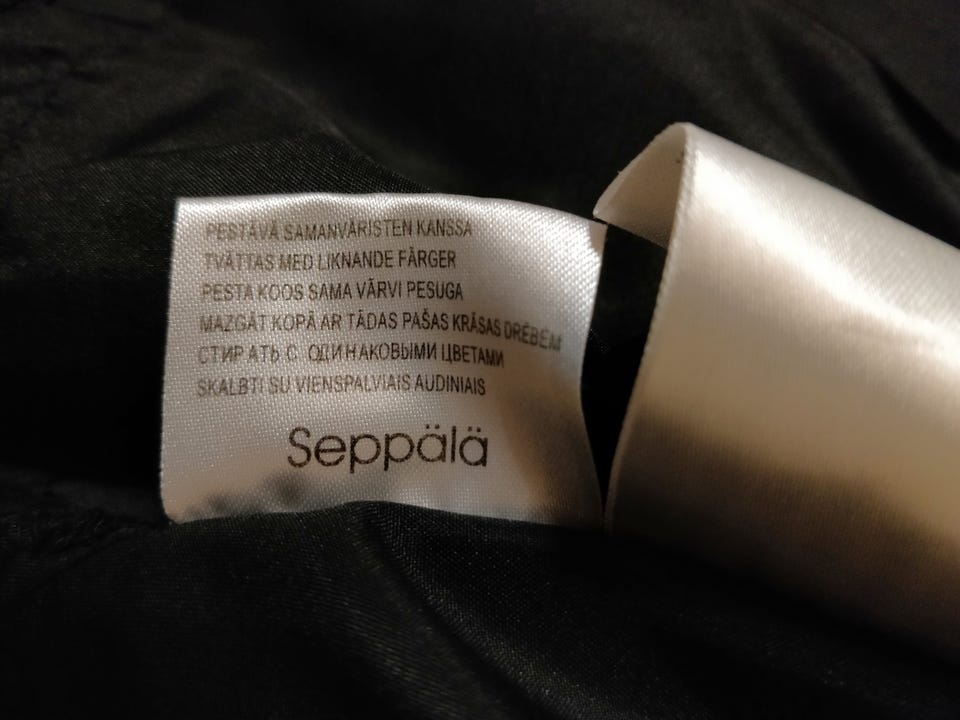 PESTÄVÄ SAMANVÄRISTEN KANSSA
TVÄTTAS MED LIKNANDE FÄRGER
PESTA KOOS SAMA VÄRVI PESUGA
MAZGĀT KOPĀ AR TĀDAS PAŠAS KRĀSAS DRĒBĒM
СТИРАТЬ С ОДИНАКОВЫМИ ЦВЕТАМИ
SKALBTI SU VIENSPALVIAIS AUDINIAIS
Seppälä